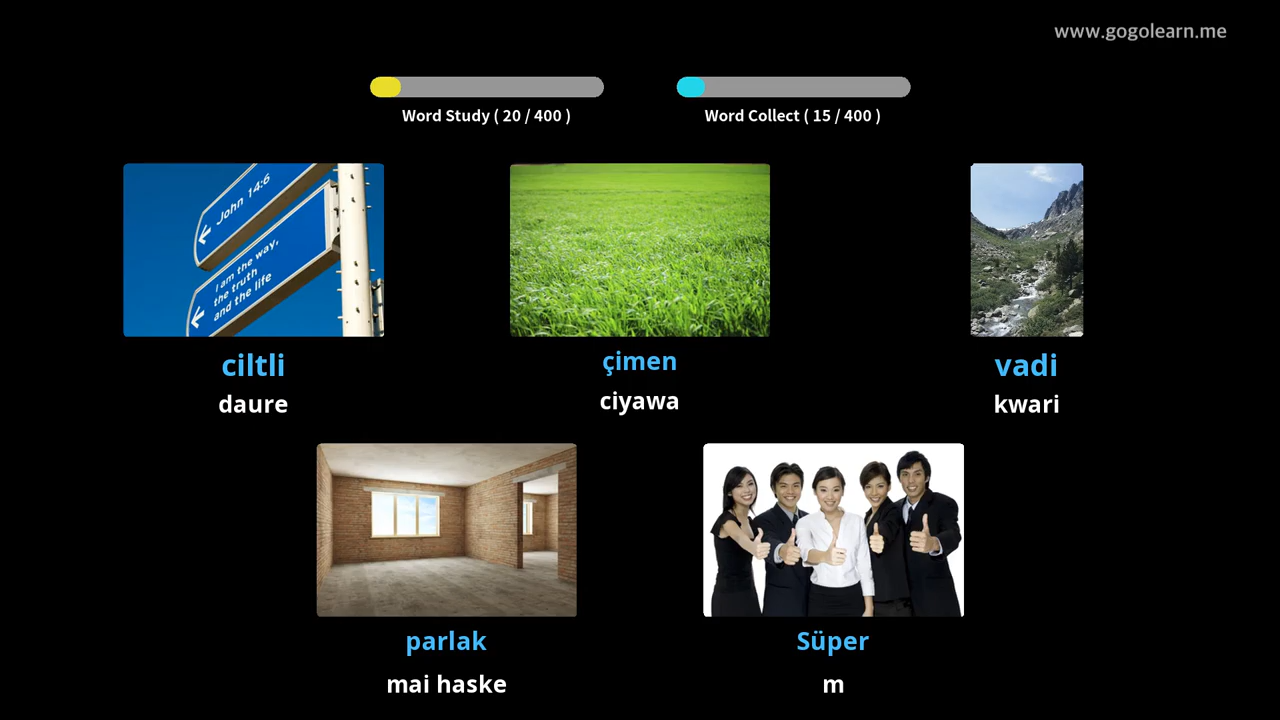 www.gogolearn.me
Word Study ( 20 / 400 )
Word Collect ( 15 / 400 )
John 14:6
I am the way,
the truth
and the life
ciltli
daure
çimen
ciyawa
vadi
kwari
parlak
mai haske
Süper
m